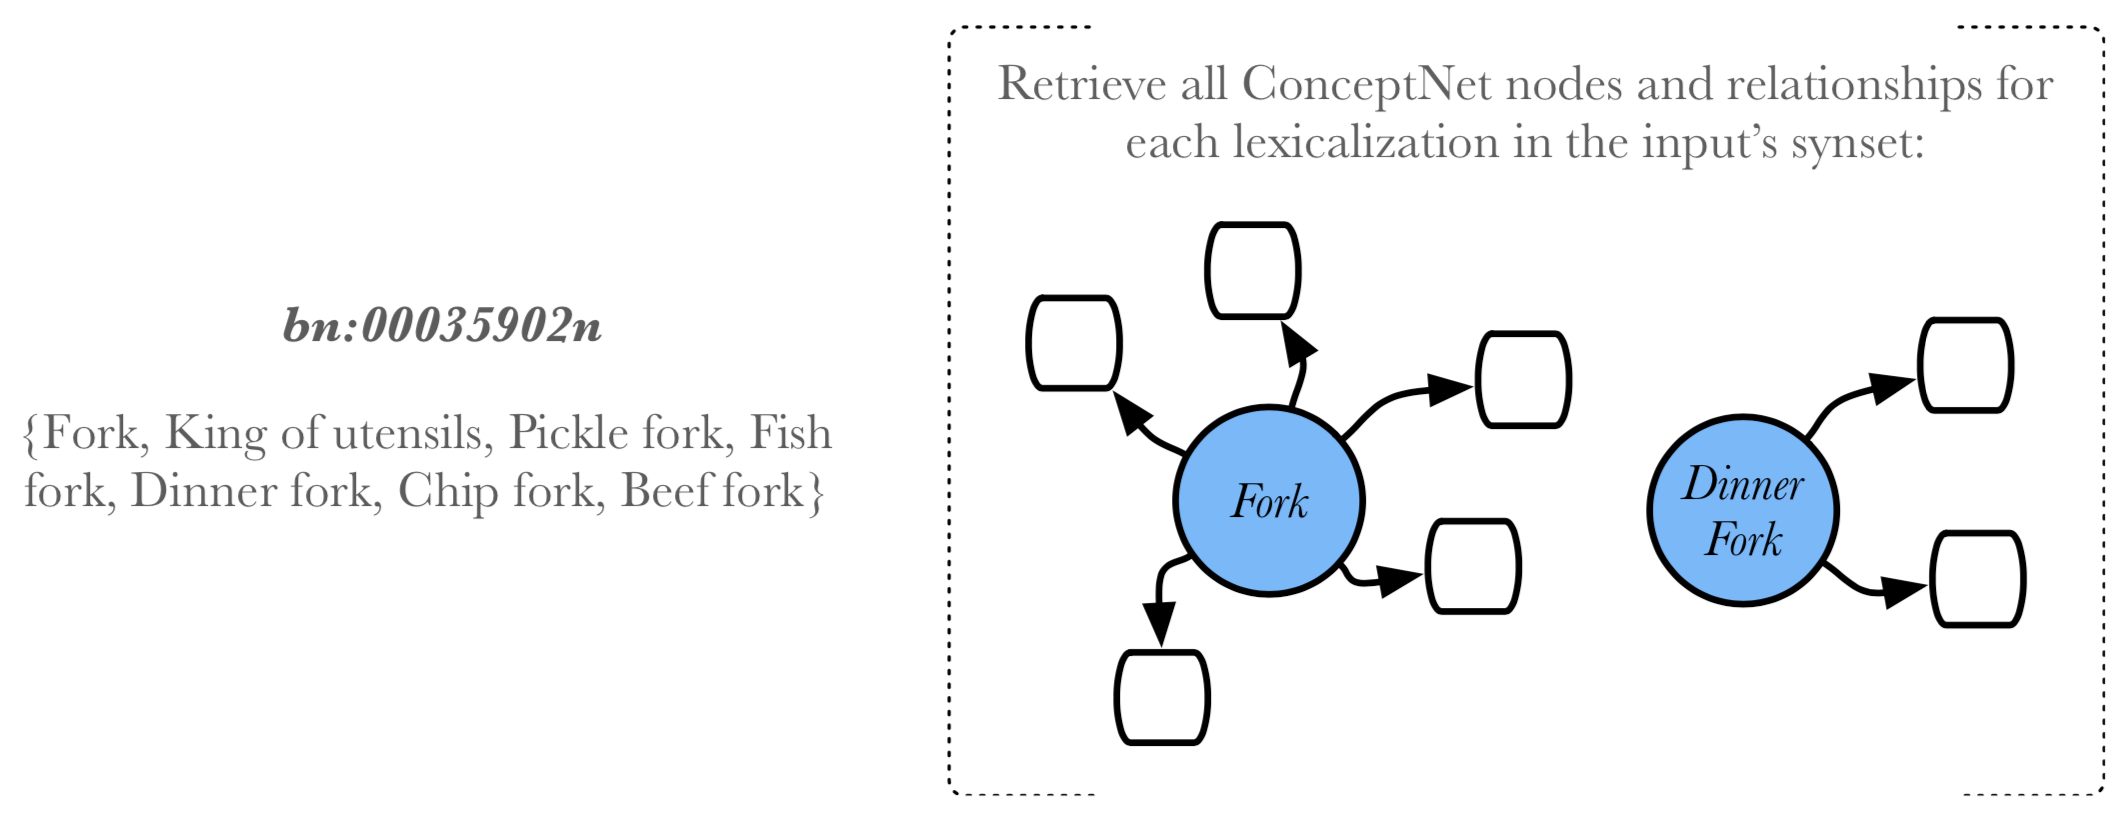 bn:00035902n
{Fork, King of utensils, Pickle fork, Fish
fork, Dinner fork, Chip fork, Beef fork}
Retrieve all ConceptNet nodes and relationships for
each lexicalization in the input’s synset:
Fork
Dinner
Fork